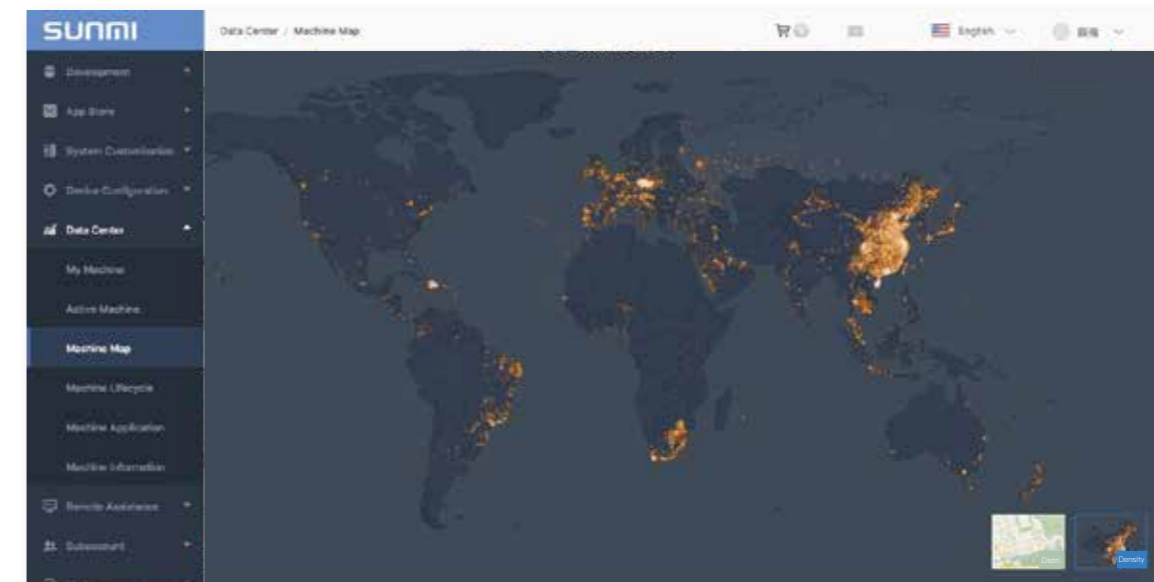 SUNMI
Data Center / Machine Map
English
Development
App Store
System Customization
Device Configuration
Data Center
My Machine
Active Machine
Machine Map
Machine Lifecycle
Machine Application
Machine Information
Remote Assistance
Subaccount
Density